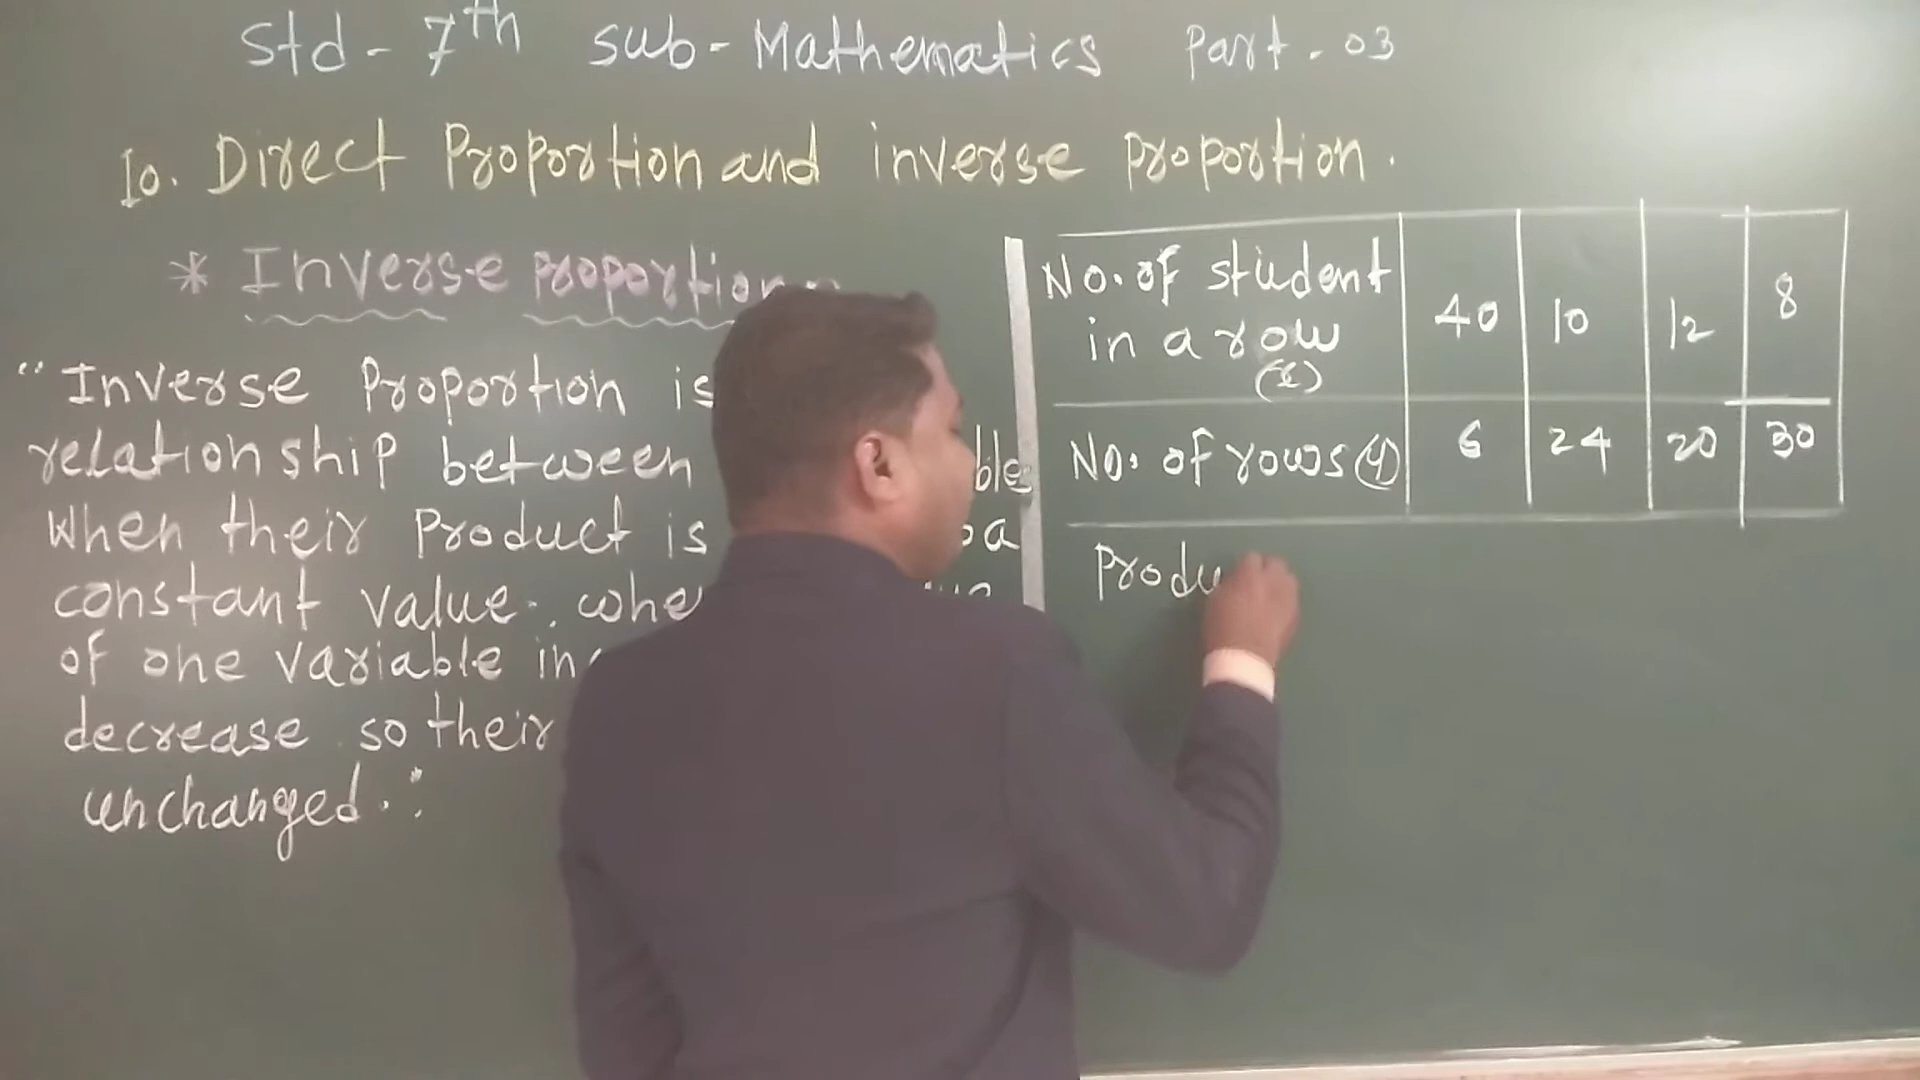 Std - 7th sub - Mathematics Part - 03
10. Direct Proportion and inverse proportion.
* Inverse proportion
"Inverse Proportion is
relationship between
When their Product is a
constant value. whe
of one variable in
decrease so their
unchanged."
No. of student in a row (x) 40 10 12 8
No. of rows (y) 6 24 20 30
Produ